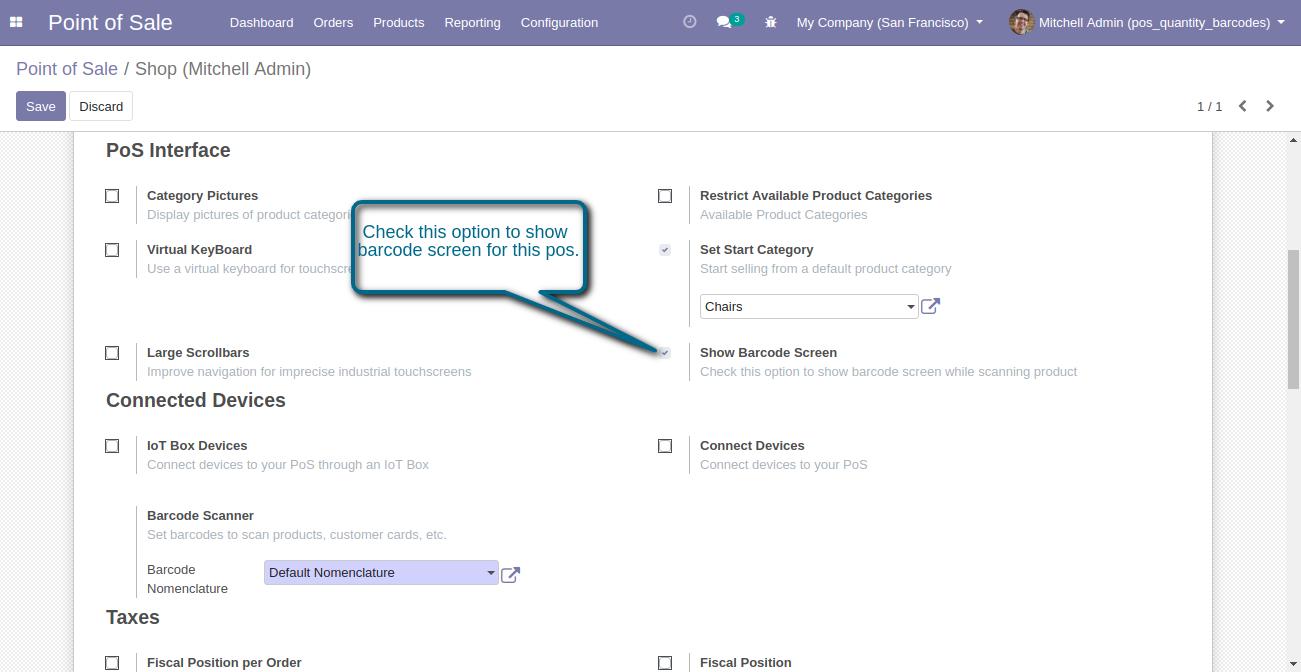 Point of Sale Dashboard Orders Products Reporting Configuration 3 My Company (San Francisco) Mitchell Admin (pos_quantity_barcodes)
Point of Sale / Shop (Mitchell Admin)
Save Discard 1 / 1
PoS Interface
Category Pictures
Display pictures of product categori
Restrict Available Product Categories
Available Product Categories
Check this option to show
barcode screen for this pos.
Virtual KeyBoard
Use a virtual keyboard for touchscre
Set Start Category
Start selling from a default product category
Chairs
Large Scrollbars
Improve navigation for imprecise industrial touchscreens
Show Barcode Screen
Check this option to show barcode screen while scanning product
Connected Devices
IoT Box Devices
Connect devices to your PoS through an IoT Box
Connect Devices
Connect devices to your PoS
Barcode Scanner
Set barcodes to scan products, customer cards, etc.
Barcode
Nomenclature
Default Nomenclature
Taxes
Fiscal Position per Order
Fiscal Position